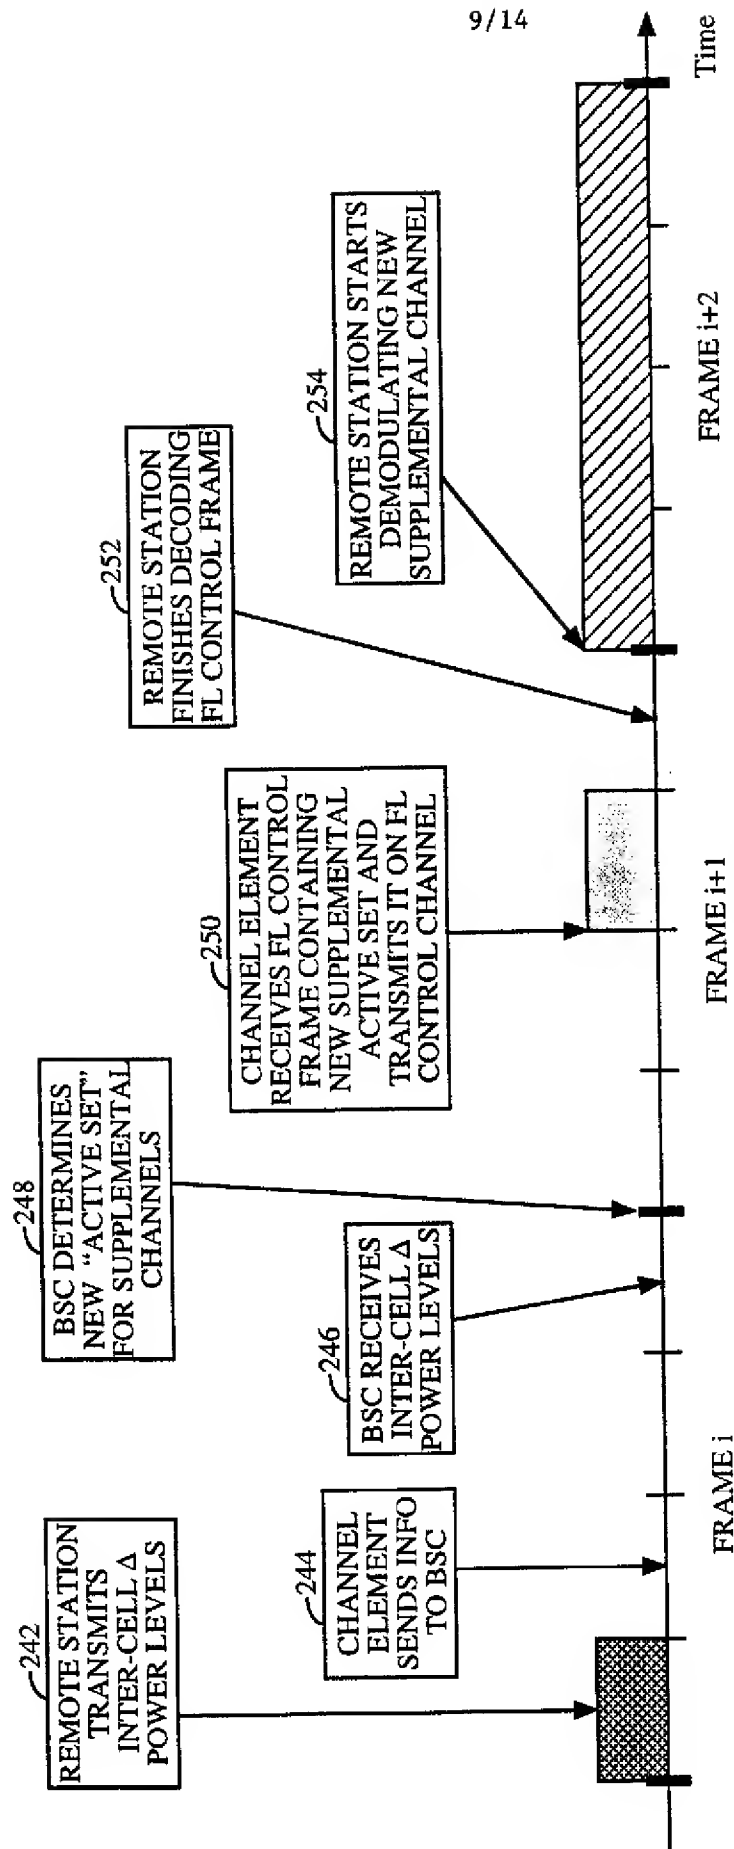 9/14
242
REMOTE STATION
TRANSMITS
INTER-CELL Δ
POWER LEVELS
244
CHANNEL
ELEMENT
SENDS INFO
TO BSC
246
BSC RECEIVES
INTER-CELL Δ
POWER LEVELS
248
BSC DETERMINES
NEW “ACTIVE SET”
FOR SUPPLEMENTAL
CHANNELS
250
CHANNEL ELEMENT
RECEIVES FL CONTROL
FRAME CONTAINING
NEW SUPPLEMENTAL
ACTIVE SET AND
TRANSMITS IT ON FL
CONTROL CHANNEL
252
REMOTE STATION
FINISHES DECODING
FL CONTROL FRAME
254
REMOTE STATION STARTS
DEMODULATING NEW
SUPPLEMENTAL CHANNEL
FRAME i
FRAME i+1
FRAME i+2
Time